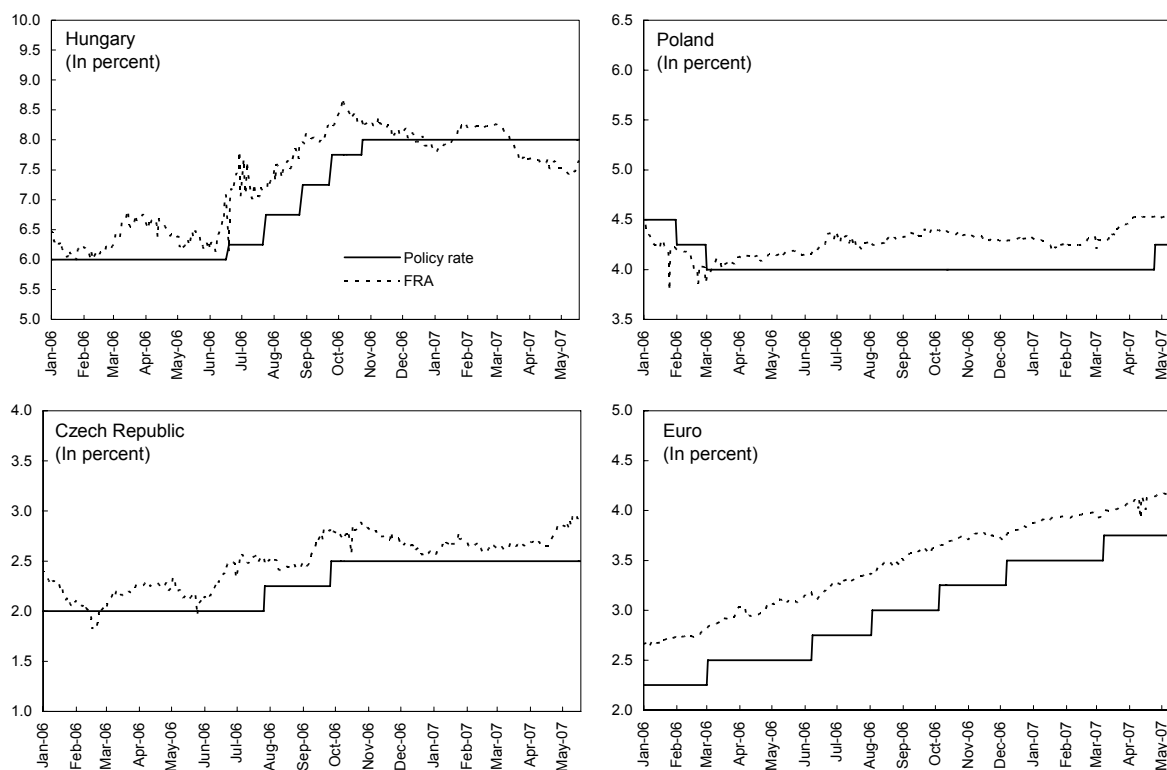 Hungary
(In percent)
10.0
9.5
9.0
8.5
8.0
7.5
7.0
6.5
6.0
5.5
5.0
Policy rate
FRA
Jan-06
Feb-06
Mar-06
Apr-06
May-06
Jun-06
Jul-06
Aug-06
Sep-06
Oct-06
Nov-06
Dec-06
Jan-07
Feb-07
Mar-07
Apr-07
May-07
Poland
(In percent)
6.5
6.0
5.5
5.0
4.5
4.0
3.5
Jan-06
Feb-06
Mar-06
Apr-06
May-06
Jun-06
Jul-06
Aug-06
Sep-06
Oct-06
Nov-06
Dec-06
Jan-07
Feb-07
Mar-07
Apr-07
May-07
Czech Republic
(In percent)
4.0
3.5
3.0
2.5
2.0
1.5
1.0
Jan-06
Feb-06
Mar-06
Apr-06
May-06
Jun-06
Jul-06
Aug-06
Sep-06
Oct-06
Nov-06
Dec-06
Jan-07
Feb-07
Mar-07
Apr-07
May-07
Euro
(In percent)
5.0
4.5
4.0
3.5
3.0
2.5
2.0
Jan-06
Feb-06
Mar-06
Apr-06
May-06
Jun-06
Jul-06
Aug-06
Sep-06
Oct-06
Nov-06
Dec-06
Jan-07
Feb-07
Mar-07
Apr-07
May-07